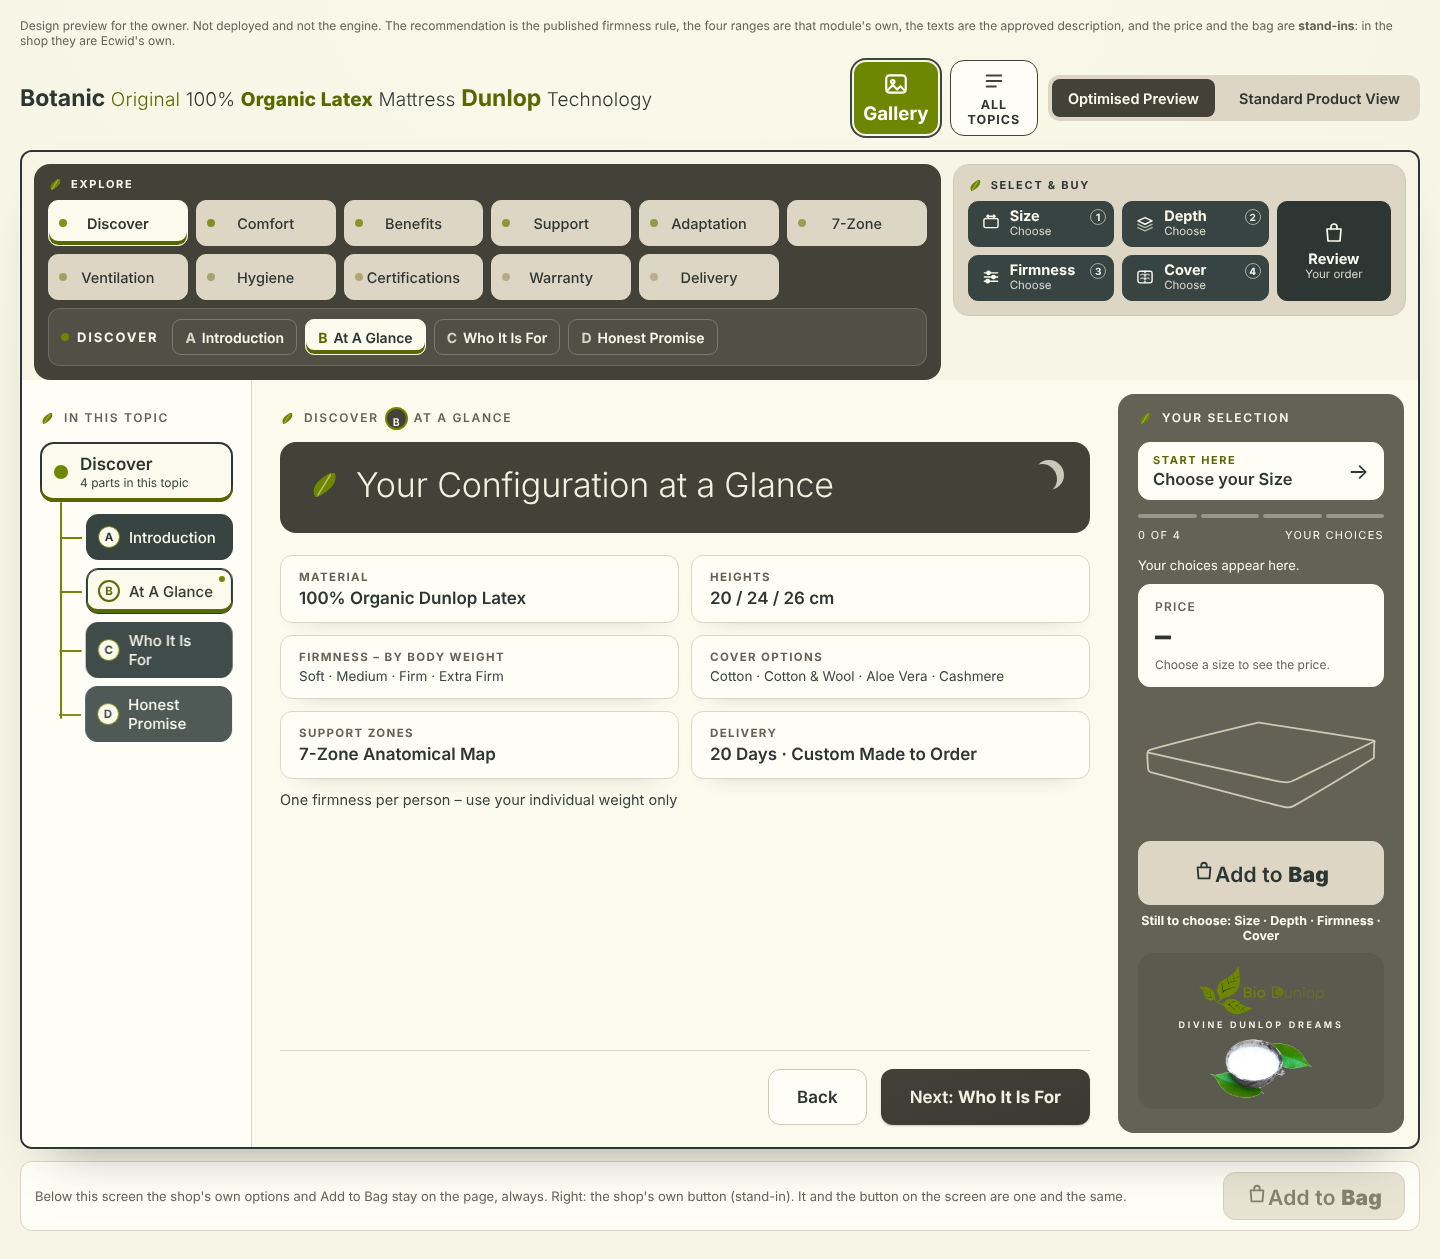 Design preview for the owner. Not deployed and not the engine. The recommendation is the published firmness rule, the four ranges are that module's own, the texts are the approved description, and the price and the bag are stand-ins: in the
shop they are Ecwid's own.
Botanic Original 100% Organic Latex Mattress Dunlop Technology
Gallery
ALL
TOPICS
Optimised Preview
Standard Product View
EXPLORE
Discover
Comfort
Benefits
Support
Adaptation
7-Zone
Ventilation
Hygiene
Certifications
Warranty
Delivery
DISCOVER
A Introduction
B At A Glance
C Who It Is For
D Honest Promise
SELECT & BUY
Size
Choose
1
Depth
Choose
2
Firmness
Choose
3
Cover
Choose
4
Review
Your order
IN THIS TOPIC
Discover
4 parts in this topic
A Introduction
B At A Glance
C Who It Is
For
D Honest
Promise
DISCOVER B AT A GLANCE
Your Configuration at a Glance
MATERIAL
100% Organic Dunlop Latex
HEIGHTS
20 / 24 / 26 cm
FIRMNESS – BY BODY WEIGHT
Soft · Medium · Firm · Extra Firm
COVER OPTIONS
Cotton · Cotton & Wool · Aloe Vera · Cashmere
SUPPORT ZONES
7-Zone Anatomical Map
DELIVERY
20 Days · Custom Made to Order
One firmness per person – use your individual weight only
Back
Next: Who It Is For
YOUR SELECTION
START HERE
Choose your Size
0 OF 4
YOUR CHOICES
Your choices appear here.
PRICE
–
Choose a size to see the price.
Add to Bag
Still to choose: Size · Depth · Firmness ·
Cover
Bio Dunlop
DIVINE DUNLOP DREAMS
Below this screen the shop's own options and Add to Bag stay on the page, always. Right: the shop's own button (stand-in). It and the button on the screen are one and the same.
Add to Bag